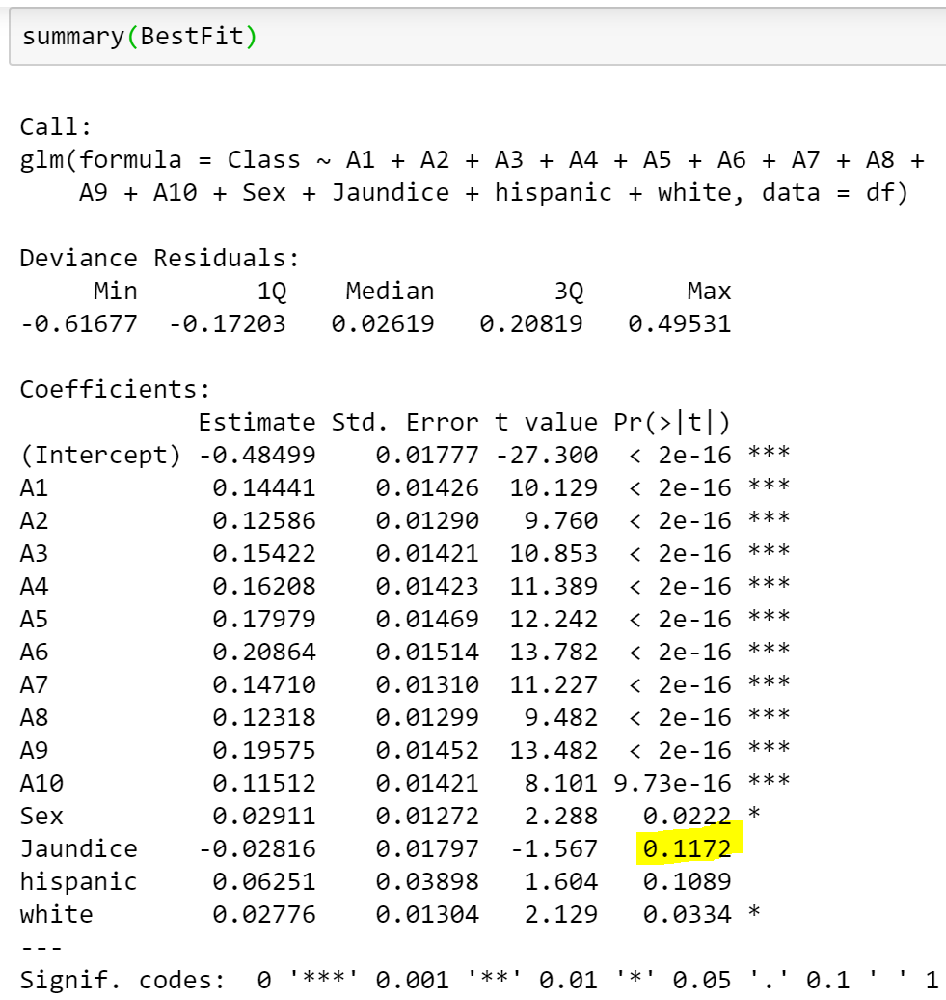 summary(BestFit)
Call:
glm(formula = Class ~ A1 + A2 + A3 + A4 + A5 + A6 + A7 + A8 +
    A9 + A10 + Sex + Jaundice + hispanic + white, data = df)
Deviance Residuals:
     Min        1Q    Median        3Q       Max
-0.61677  -0.17203   0.02619   0.20819   0.49531
Coefficients:
            Estimate Std. Error t value Pr(>|t|)
(Intercept) -0.48499    0.01777 -27.300  < 2e-16 ***
A1           0.14441    0.01426  10.129  < 2e-16 ***
A2           0.12586    0.01290   9.760  < 2e-16 ***
A3           0.15422    0.01421  10.853  < 2e-16 ***
A4           0.16208    0.01423  11.389  < 2e-16 ***
A5           0.17979    0.01469  12.242  < 2e-16 ***
A6           0.20864    0.01514  13.782  < 2e-16 ***
A7           0.14710    0.01310  11.227  < 2e-16 ***
A8           0.12318    0.01299   9.482  < 2e-16 ***
A9           0.19575    0.01452  13.482  < 2e-16 ***
A10          0.11512    0.01421   8.101 9.73e-16 ***
Sex          0.02911    0.01272   2.288   0.0222 *
Jaundice    -0.02816    0.01797  -1.567   0.1172
hispanic     0.06251    0.03898   1.604   0.1089
white        0.02776    0.01304   2.129   0.0334 *
---
Signif. codes:  0 '***' 0.001 '**' 0.01 '*' 0.05 '.' 0.1 ' ' 1